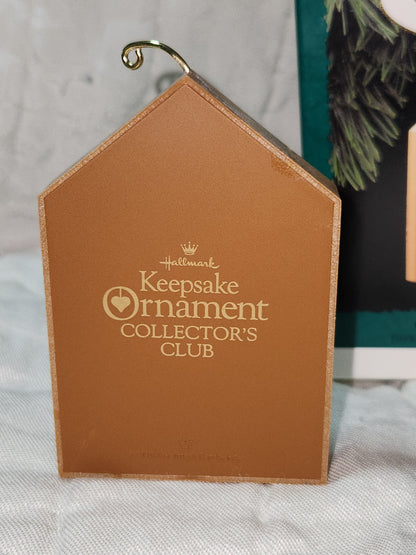 Hallmark
Keepsake
Ornament
COLLECTOR'S
CLUB